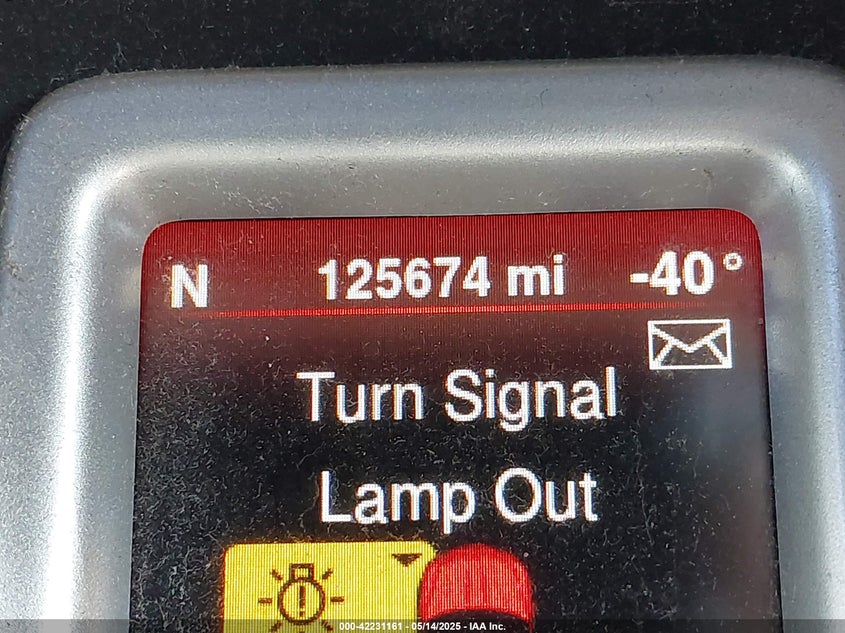 N 125674 mi -40°
Turn Signal
Lamp Out
000-42231161 - 05/14/2025 - IAA Inc.